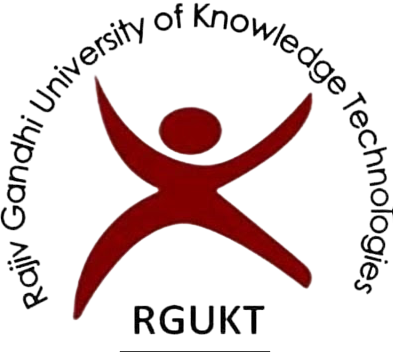 Rajiv Gandhi University of Knowledge Technologies
RGUKT